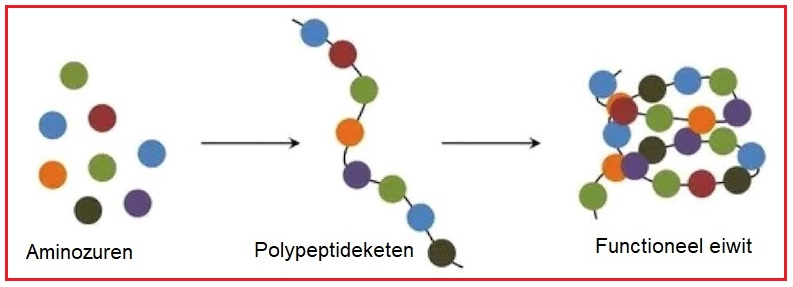 Aminozuren
Polypeptideketen
Functioneel eiwit